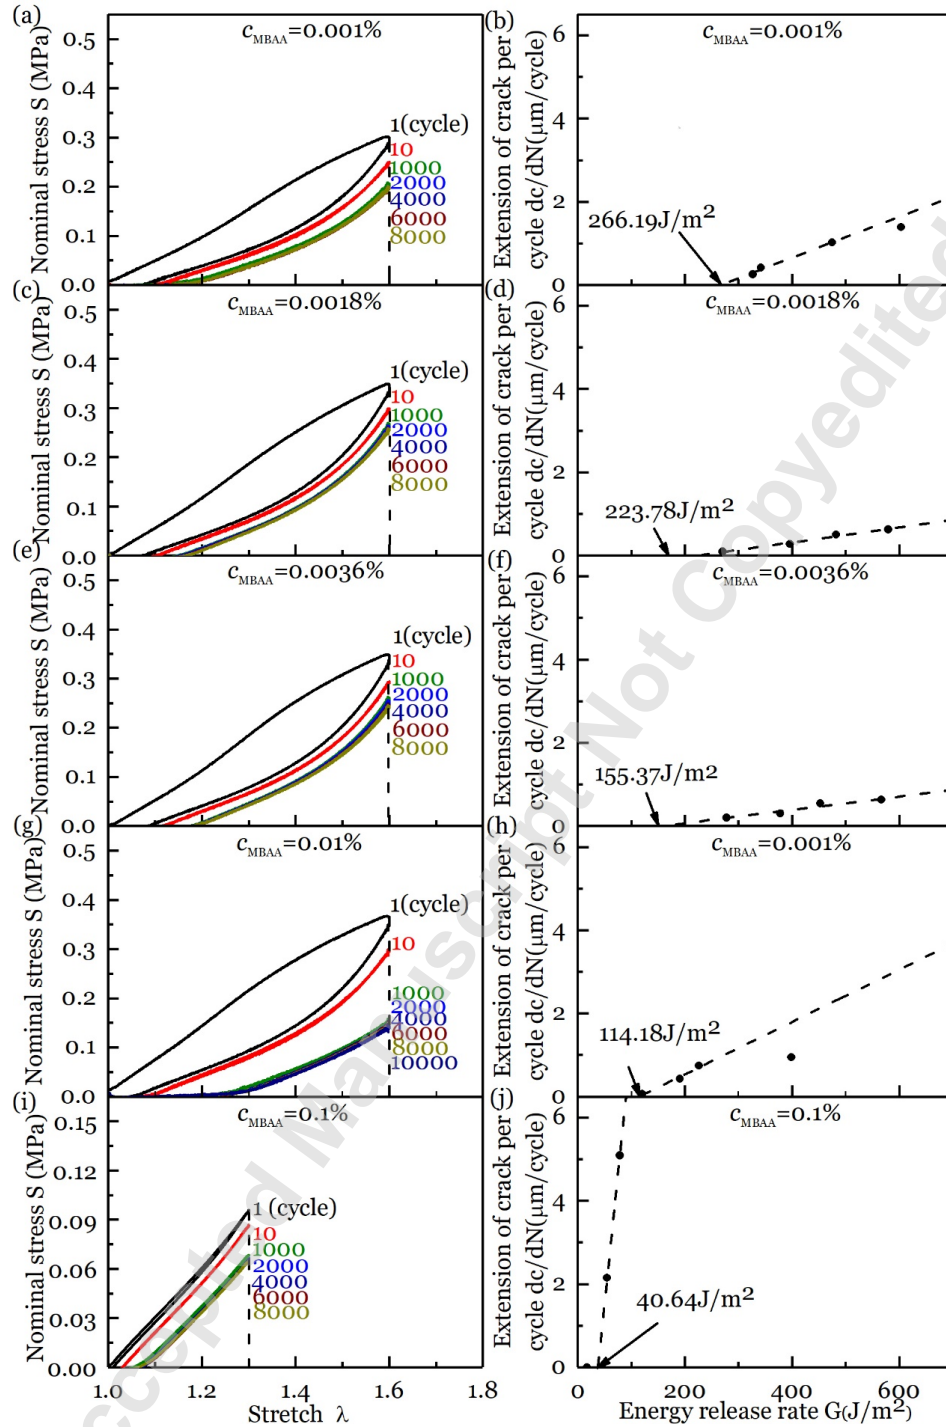 (a)
c_MBAA=0.001%
Nominal stress S (MPa)
0.5
0.4
0.3
0.2
0.1
0.0
1(cycle)
10
1000
2000
4000
6000
8000
(b)
c_MBAA=0.001%
Extension of crack per
cycle dc/dN(μm/cycle)
6
4
2
0
266.19J/m²
(c)
c_MBAA=0.0018%
Nominal stress S (MPa)
0.5
0.4
0.3
0.2
0.1
0.0
1(cycle)
10
1000
2000
4000
6000
8000
(d)
c_MBAA=0.0018%
Extension of crack per
cycle dc/dN(μm/cycle)
6
4
2
0
223.78J/m²
(e)
c_MBAA=0.0036%
Nominal stress S (MPa)
0.5
0.4
0.3
0.2
0.1
0.0
1(cycle)
10
1000
2000
4000
6000
8000
(f)
c_MBAA=0.0036%
Extension of crack per
cycle dc/dN(μm/cycle)
6
4
2
0
155.37J/m²
(g)
c_MBAA=0.01%
Nominal stress S (MPa)
0.5
0.4
0.3
0.2
0.1
0.0
1(cycle)
10
1000
2000
4000
6000
8000
10000
(h)
c_MBAA=0.001%
Extension of crack per
cycle dc/dN(μm/cycle)
6
4
2
0
114.18J/m²
(i)
c_MBAA=0.1%
Nominal stress S (MPa)
0.15
0.12
0.09
0.06
0.03
0.00
1 (cycle)
10
1000
2000
4000
6000
8000
1.0 1.2 1.4 1.6 1.8
Stretch λ
(j)
c_MBAA=0.1%
Extension of crack per
cycle dc/dN(μm/cycle)
6
4
2
0
40.64J/m²
0 200 400 600
Energy release rate G(J/m²)
ccepted Manuscript Not Copyedited